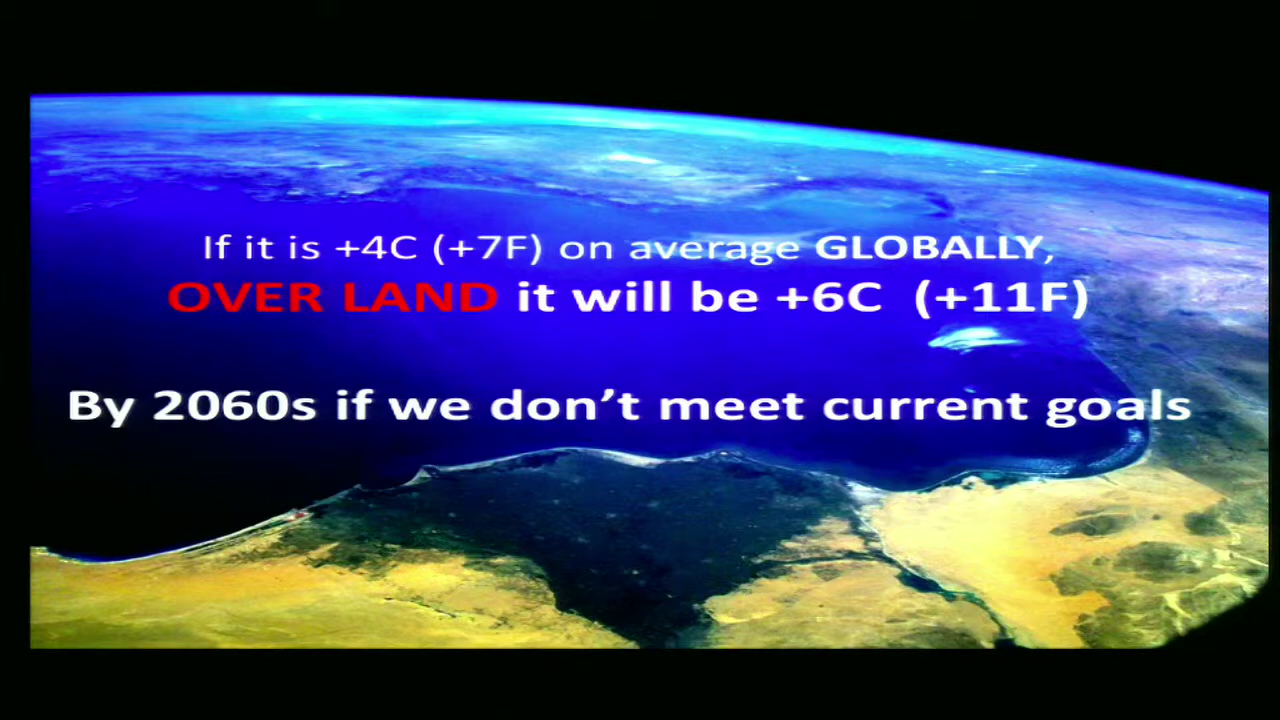 If it is +4C (+7F) on average GLOBALLY,
OVER LAND it will be +6C (+11F)
By 2060s if we don't meet current goals